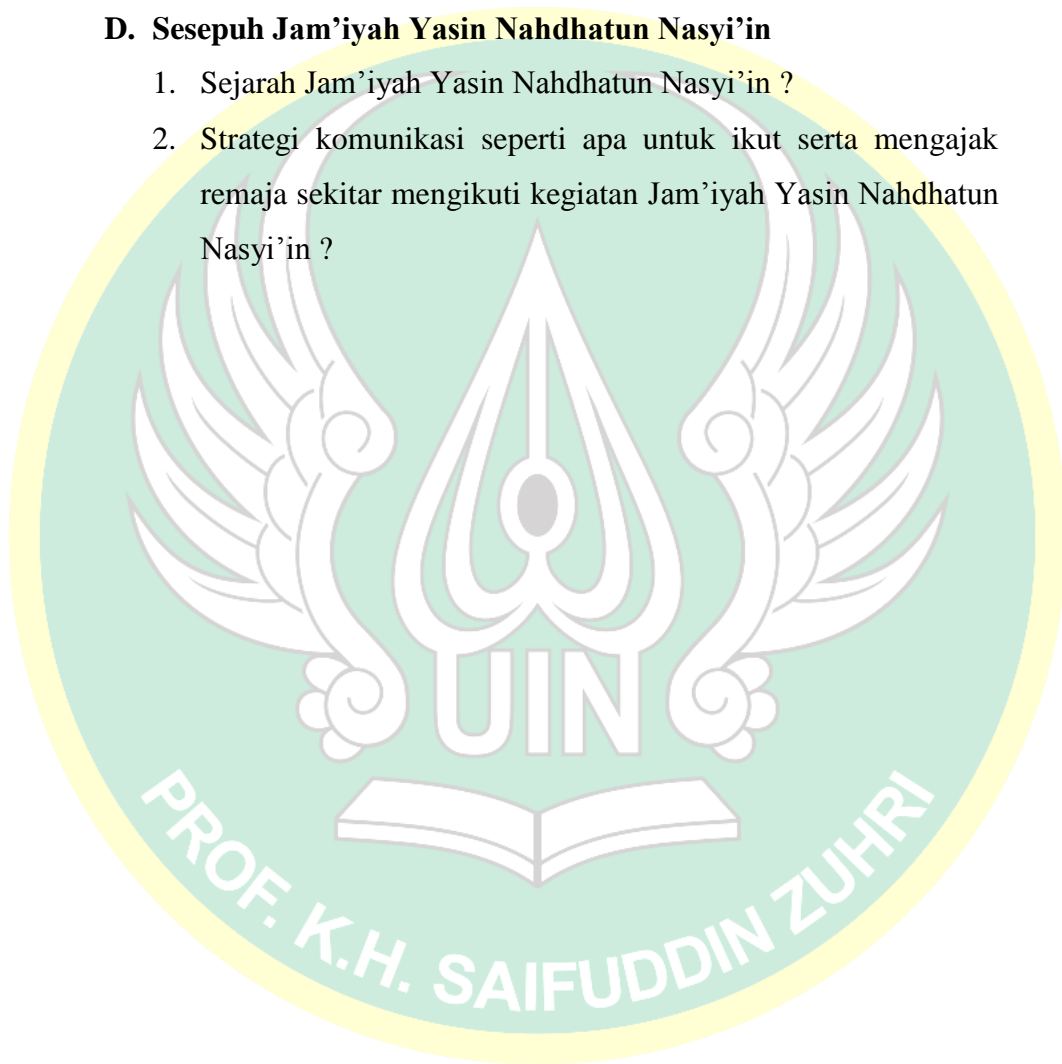 D. Sesepuh Jam’iyah Yasin Nahdhatun Nasyi’in
1. Sejarah Jam’iyah Yasin Nahdhatun Nasyi’in ?
2. Strategi komunikasi seperti apa untuk ikut serta mengajak
remaja sekitar mengikuti kegiatan Jam’iyah Yasin Nahdhatun
Nasyi’in ?
UIN
PROF. K.H. SAIFUDDIN ZUHRI